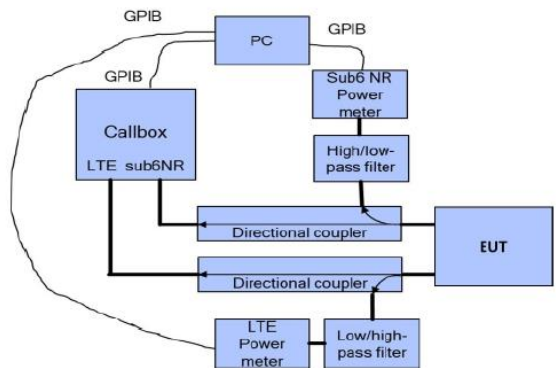 GPIB
PC
GPIB
GPIB
Sub6 NR
Power
meter
Callbox
LTE sub6NR
High/low-
pass filter
Directional coupler
EUT
Directional coupler
LTE
Power
meter
Low/high-
pass filter